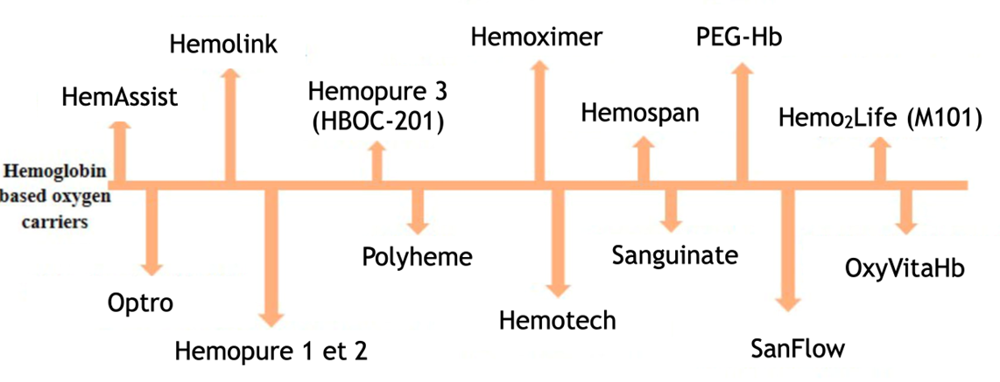 Hemoximer
PEG-Hb
Hemolink
Hemopure 3
(HBOC-201)
HemAssist
Hemospan
Hemo₂Life (M101)
Hemoglobin
based oxygen
carriers
Polyheme
Sanguinate
OxyVitaHb
Optro
Hemotech
Hemopure 1 et 2
SanFlow